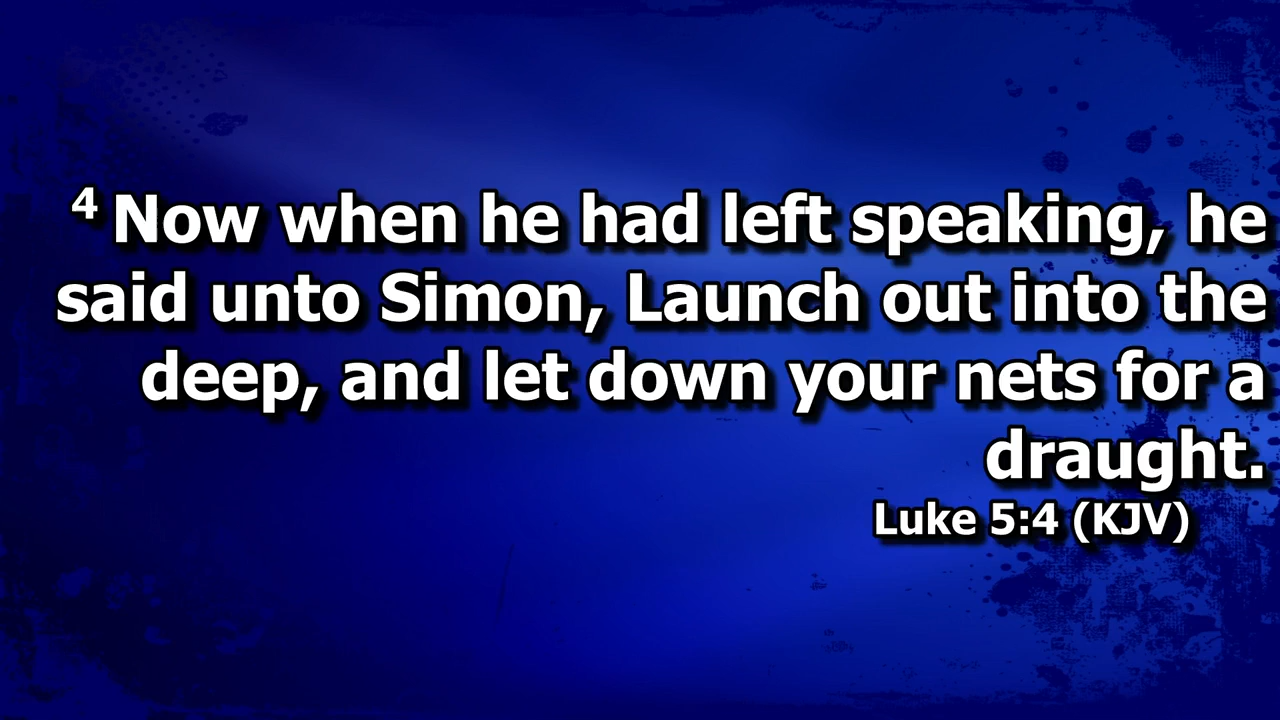 4 Now when he had left speaking, he
said unto Simon, Launch out into the
deep, and let down your nets for a
draught.
Luke 5:4 (KJV)